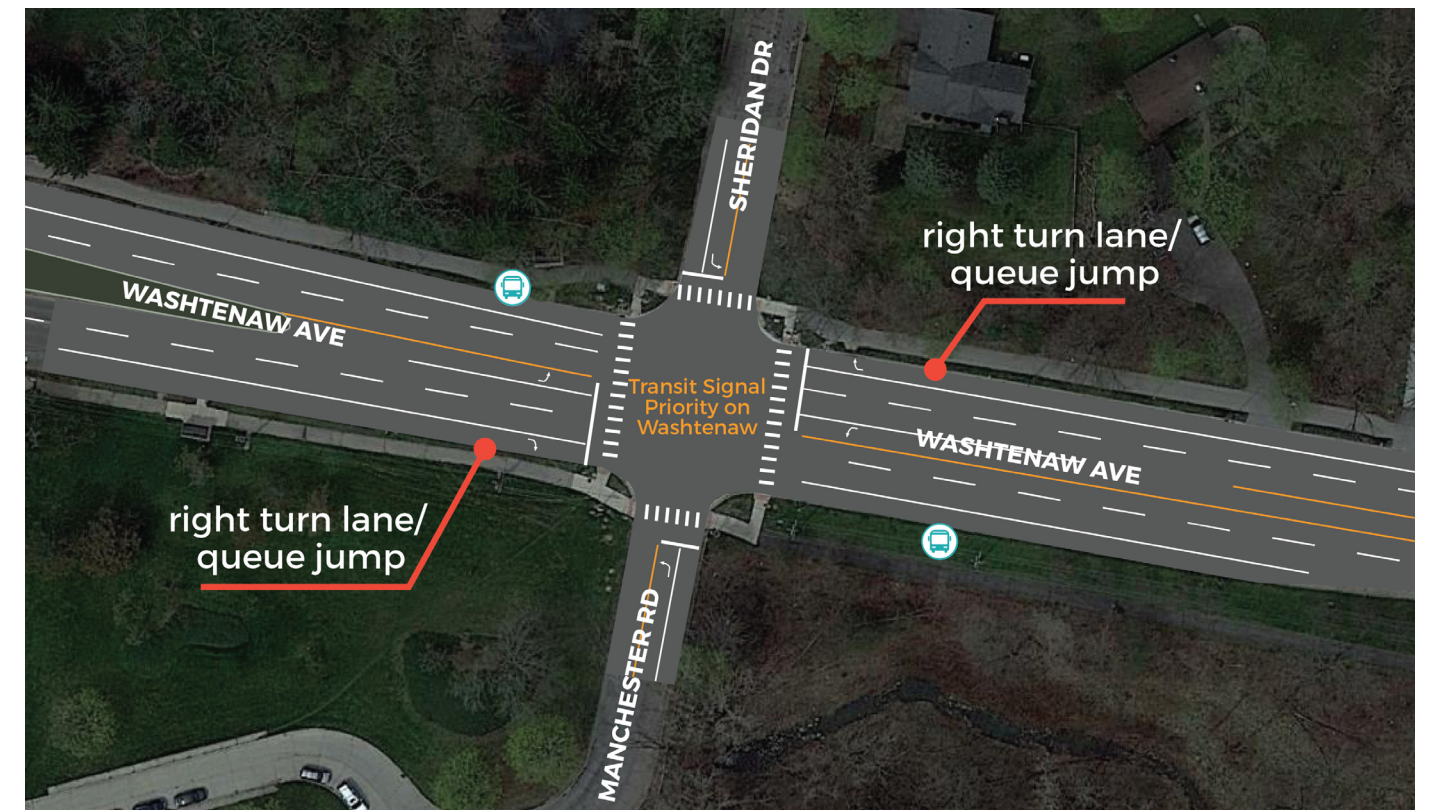 SHERIDAN DR
right turn lane/
queue jump
WASHTENAW AVE
Transit Signal
Priority on
Washtenaw
WASHTENAW AVE
right turn lane/
queue jump
MANCHESTER RD